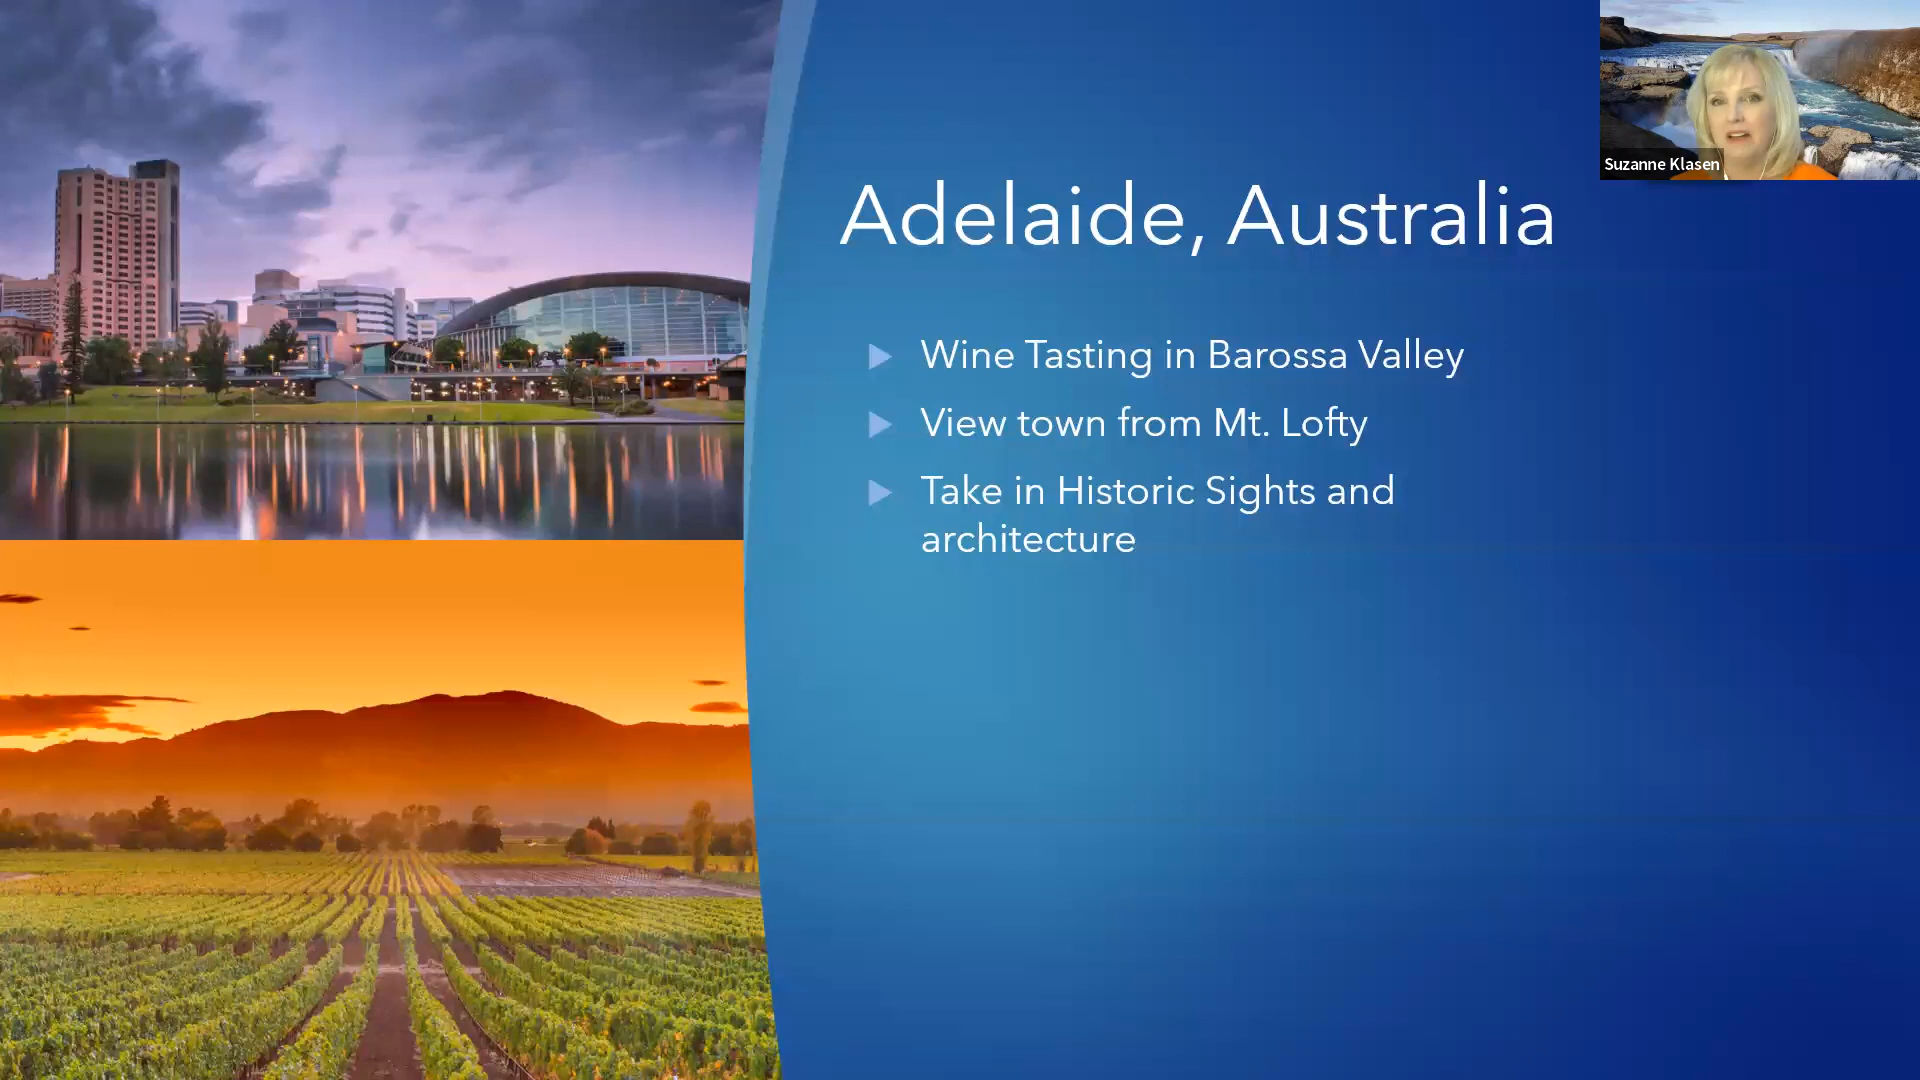 Suzanne Klasen
Adelaide, Australia
Wine Tasting in Barossa Valley
View town from Mt. Lofty
Take in Historic Sights and
architecture